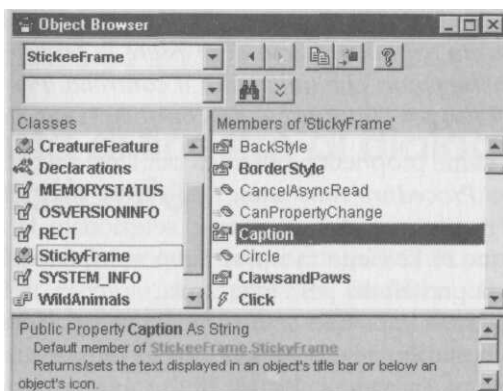 Object Browser
StickeeFrame
Classes
Members of 'StickyFrame'
CreatureFeature
Declarations
MEMORYSTATUS
OSVERSIONINFO
RECT
StickyFrame
SYSTEM_INFO
WildAnimals
BackStyle
BorderStyle
CancelAsyncRead
CanPropertyChange
Caption
Circle
ClawsandPaws
Click
Public Property Caption As String
Default member of StickeeFrame.StickyFrame
Returns/sets the text displayed in an object's title bar or below an
object's icon.